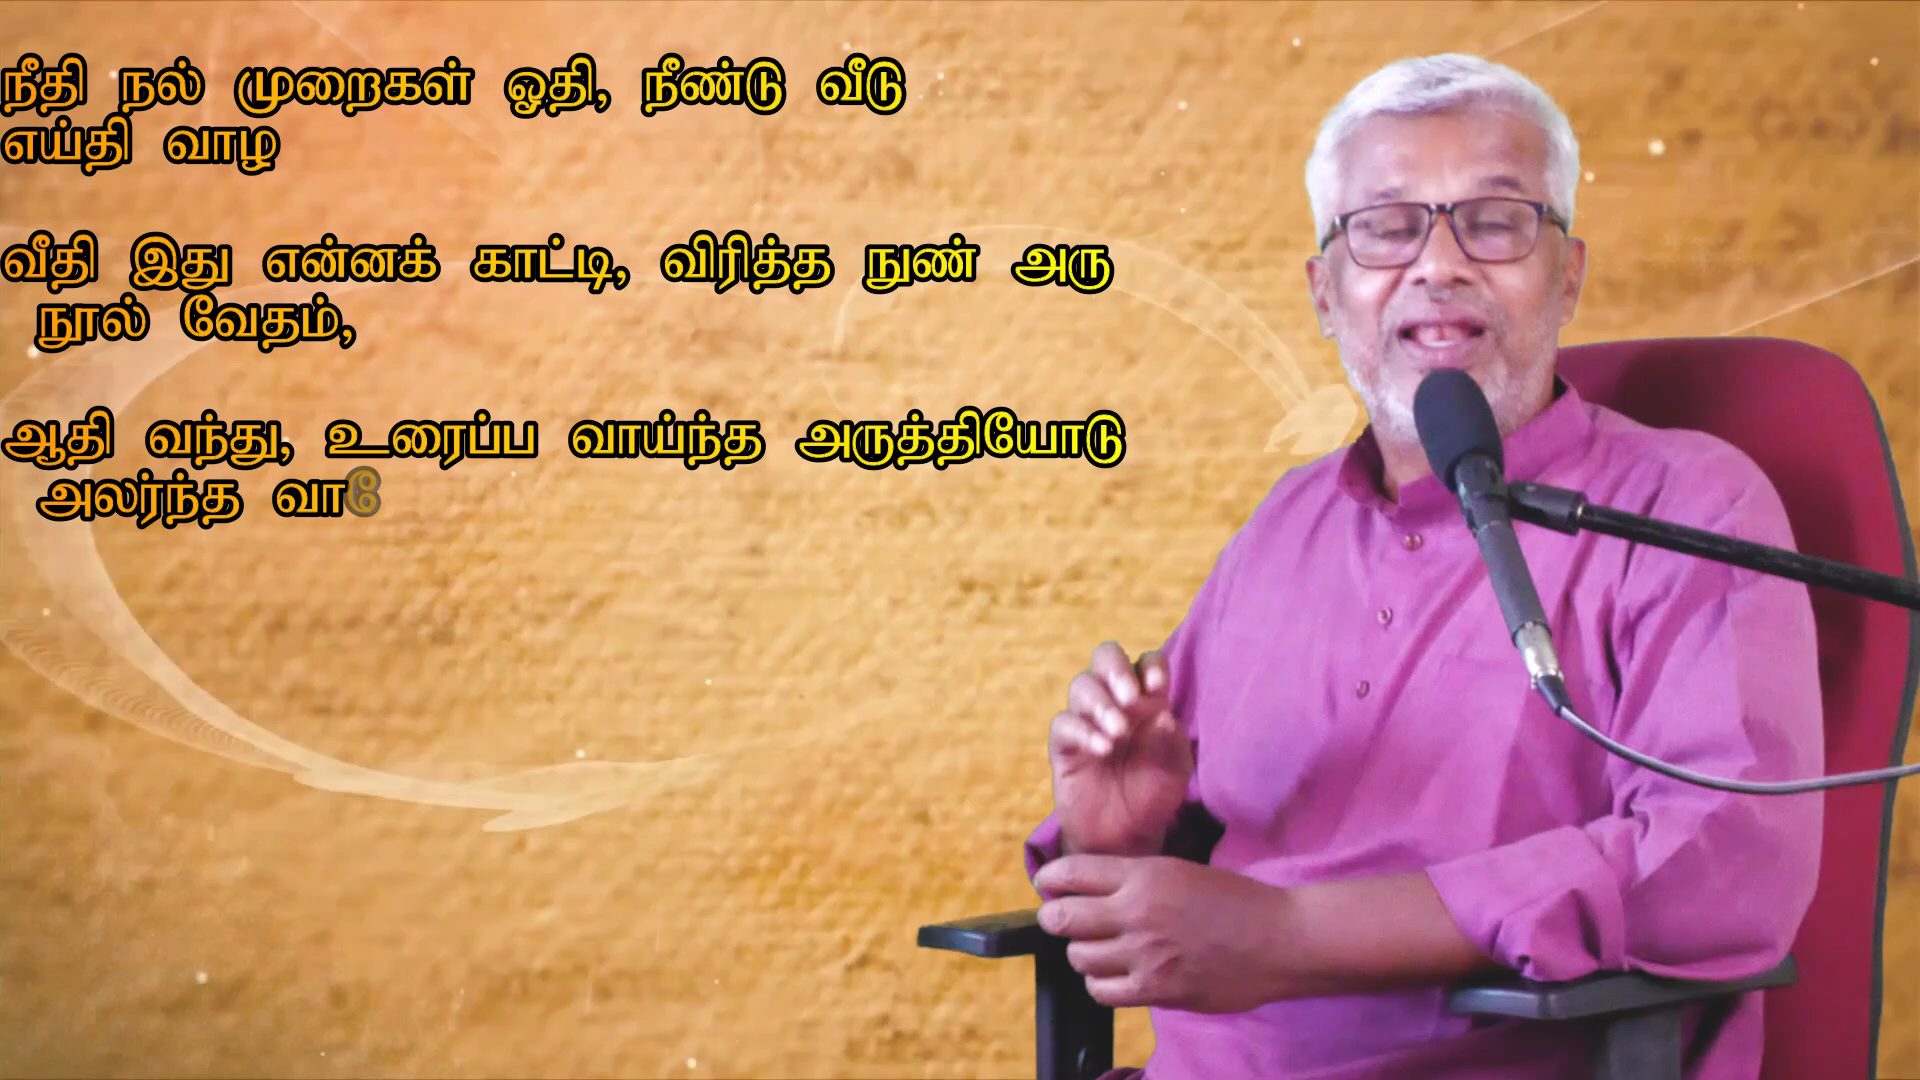 நீதி நல் முறைகள் ஓதி, நீண்டு வீடு
எய்தி வாழ
வீதி இது என்னக் காட்டி, விரித்த நுண் அரு
நூல் வேதம்,
ஆதி வந்து, உரைப்ப வாய்ந்த அருத்தியோடு
அலர்ந்த வா